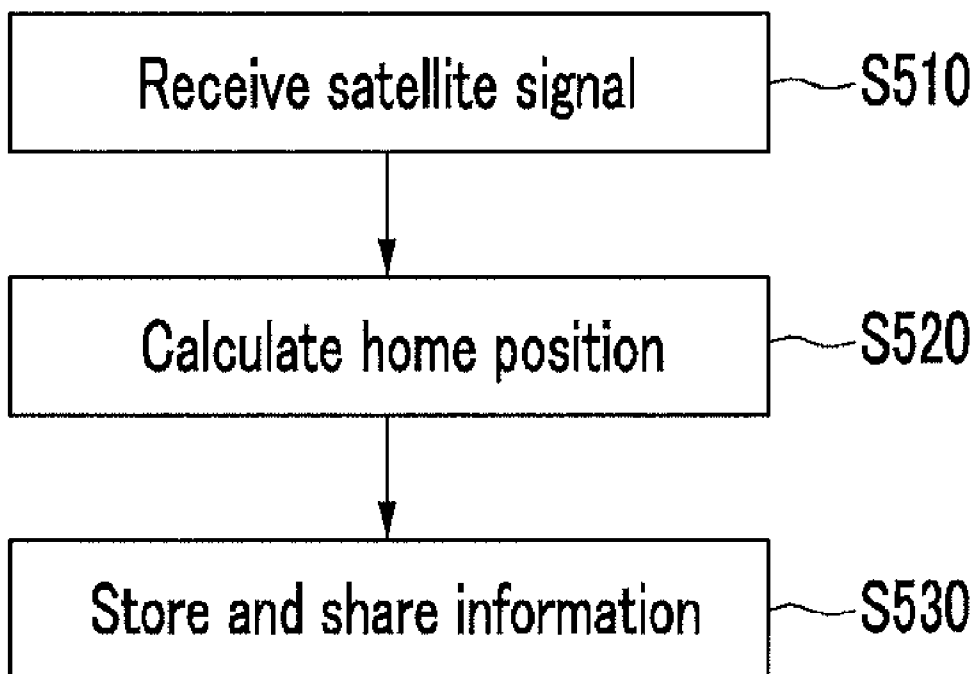 Receive satellite signal S510
Calculate home position S520
Store and share information S530